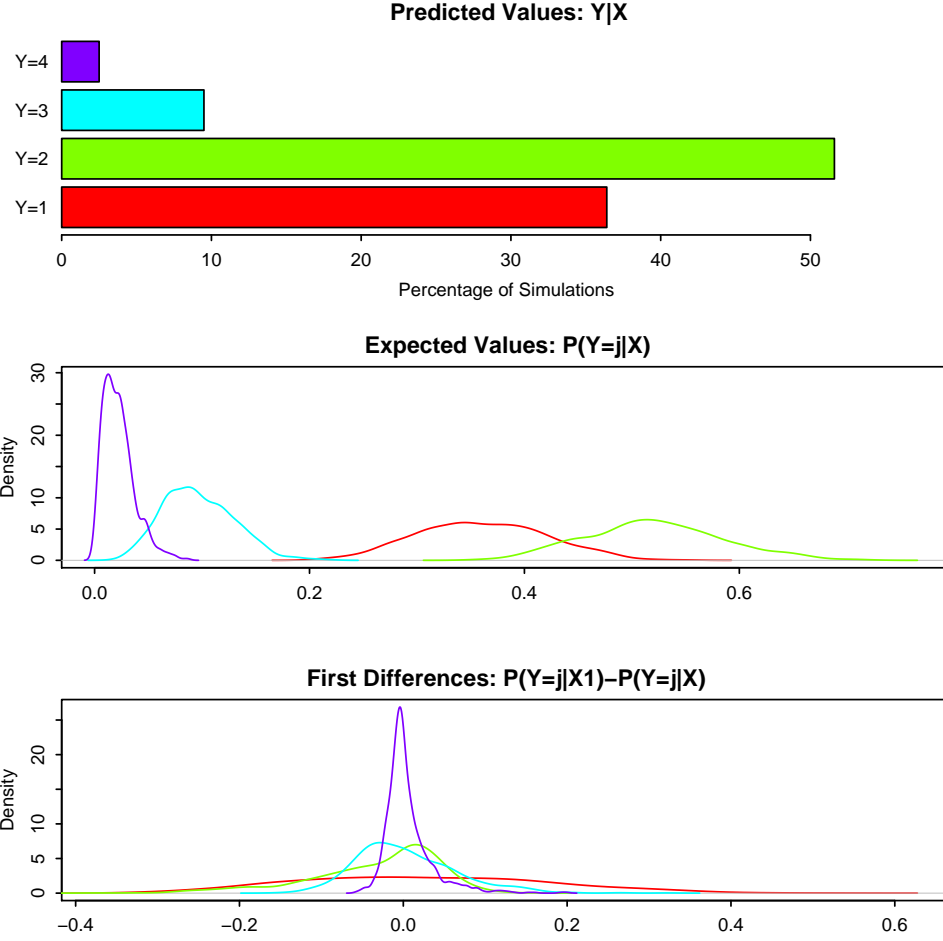 Predicted Values: Y|X
Y=4
Y=3
Y=2
Y=1
0 10 20 30 40 50
Percentage of Simulations
Expected Values: P(Y=j|X)
Density
30
20
10
5
0
0.0 0.2 0.4 0.6
First Differences: P(Y=j|X1)−P(Y=j|X)
Density
20
10
5
0
−0.4 −0.2 0.0 0.2 0.4 0.6